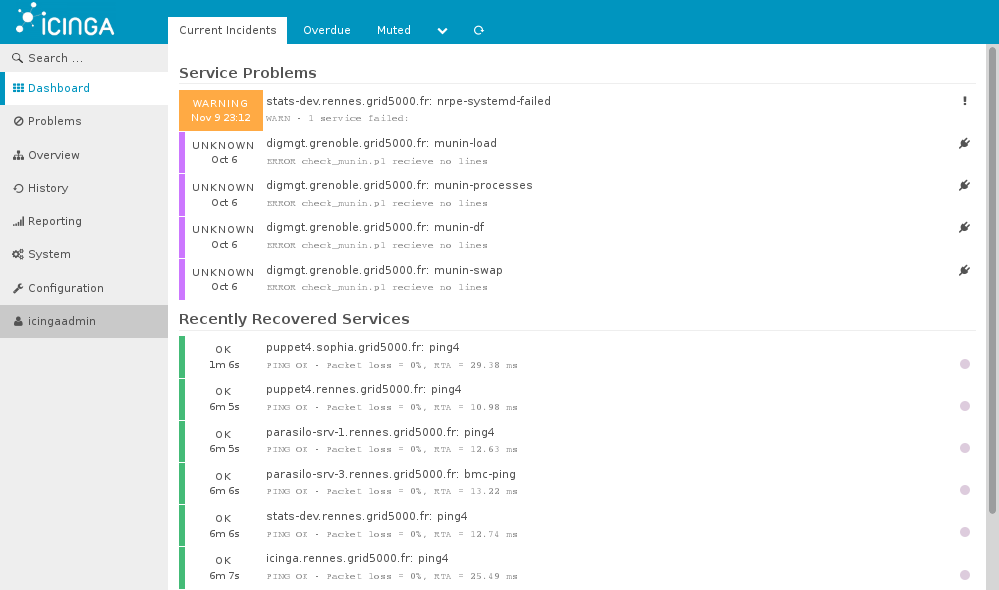 iCINGA
Current Incidents
Overdue
Muted
Search ...
Dashboard
Problems
Overview
History
Reporting
System
Configuration
icingaadmin
Service Problems
WARNING
Nov 9 23:12
stats-dev.rennes.grid5000.fr: nrpe-systemd-failed
WARN - 1 service failed:
!
UNKNOWN
Oct 6
digmgt.grenoble.grid5000.fr: munin-load
ERROR check_munin.pl recieve no lines
UNKNOWN
Oct 6
digmgt.grenoble.grid5000.fr: munin-processes
ERROR check_munin.pl recieve no lines
UNKNOWN
Oct 6
digmgt.grenoble.grid5000.fr: munin-df
ERROR check_munin.pl recieve no lines
UNKNOWN
Oct 6
digmgt.grenoble.grid5000.fr: munin-swap
ERROR check_munin.pl recieve no lines
Recently Recovered Services
OK
1m 6s
puppet4.sophia.grid5000.fr: ping4
PING OK - Packet loss = 0%, RTA = 29.38 ms
OK
6m 5s
puppet4.rennes.grid5000.fr: ping4
PING OK - Packet loss = 0%, RTA = 10.98 ms
OK
6m 5s
parasilo-srv-1.rennes.grid5000.fr: ping4
PING OK - Packet loss = 0%, RTA = 12.63 ms
OK
6m 6s
parasilo-srv-3.rennes.grid5000.fr: bmc-ping
PING OK - Packet loss = 0%, RTA = 13.22 ms
OK
6m 6s
stats-dev.rennes.grid5000.fr: ping4
PING OK - Packet loss = 0%, RTA = 12.74 ms
OK
6m 7s
icinga.rennes.grid5000.fr: ping4
PING OK - Packet loss = 0%, RTA = 25.49 ms